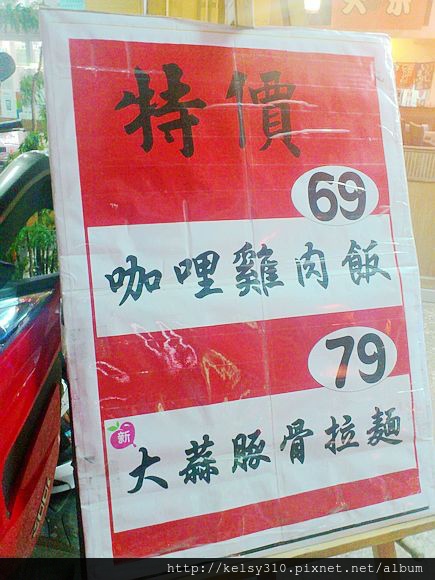 特價
69
咖哩雞肉飯
79
新
大蒜豚骨拉麵
http://kelsy310.pixnet.net/album